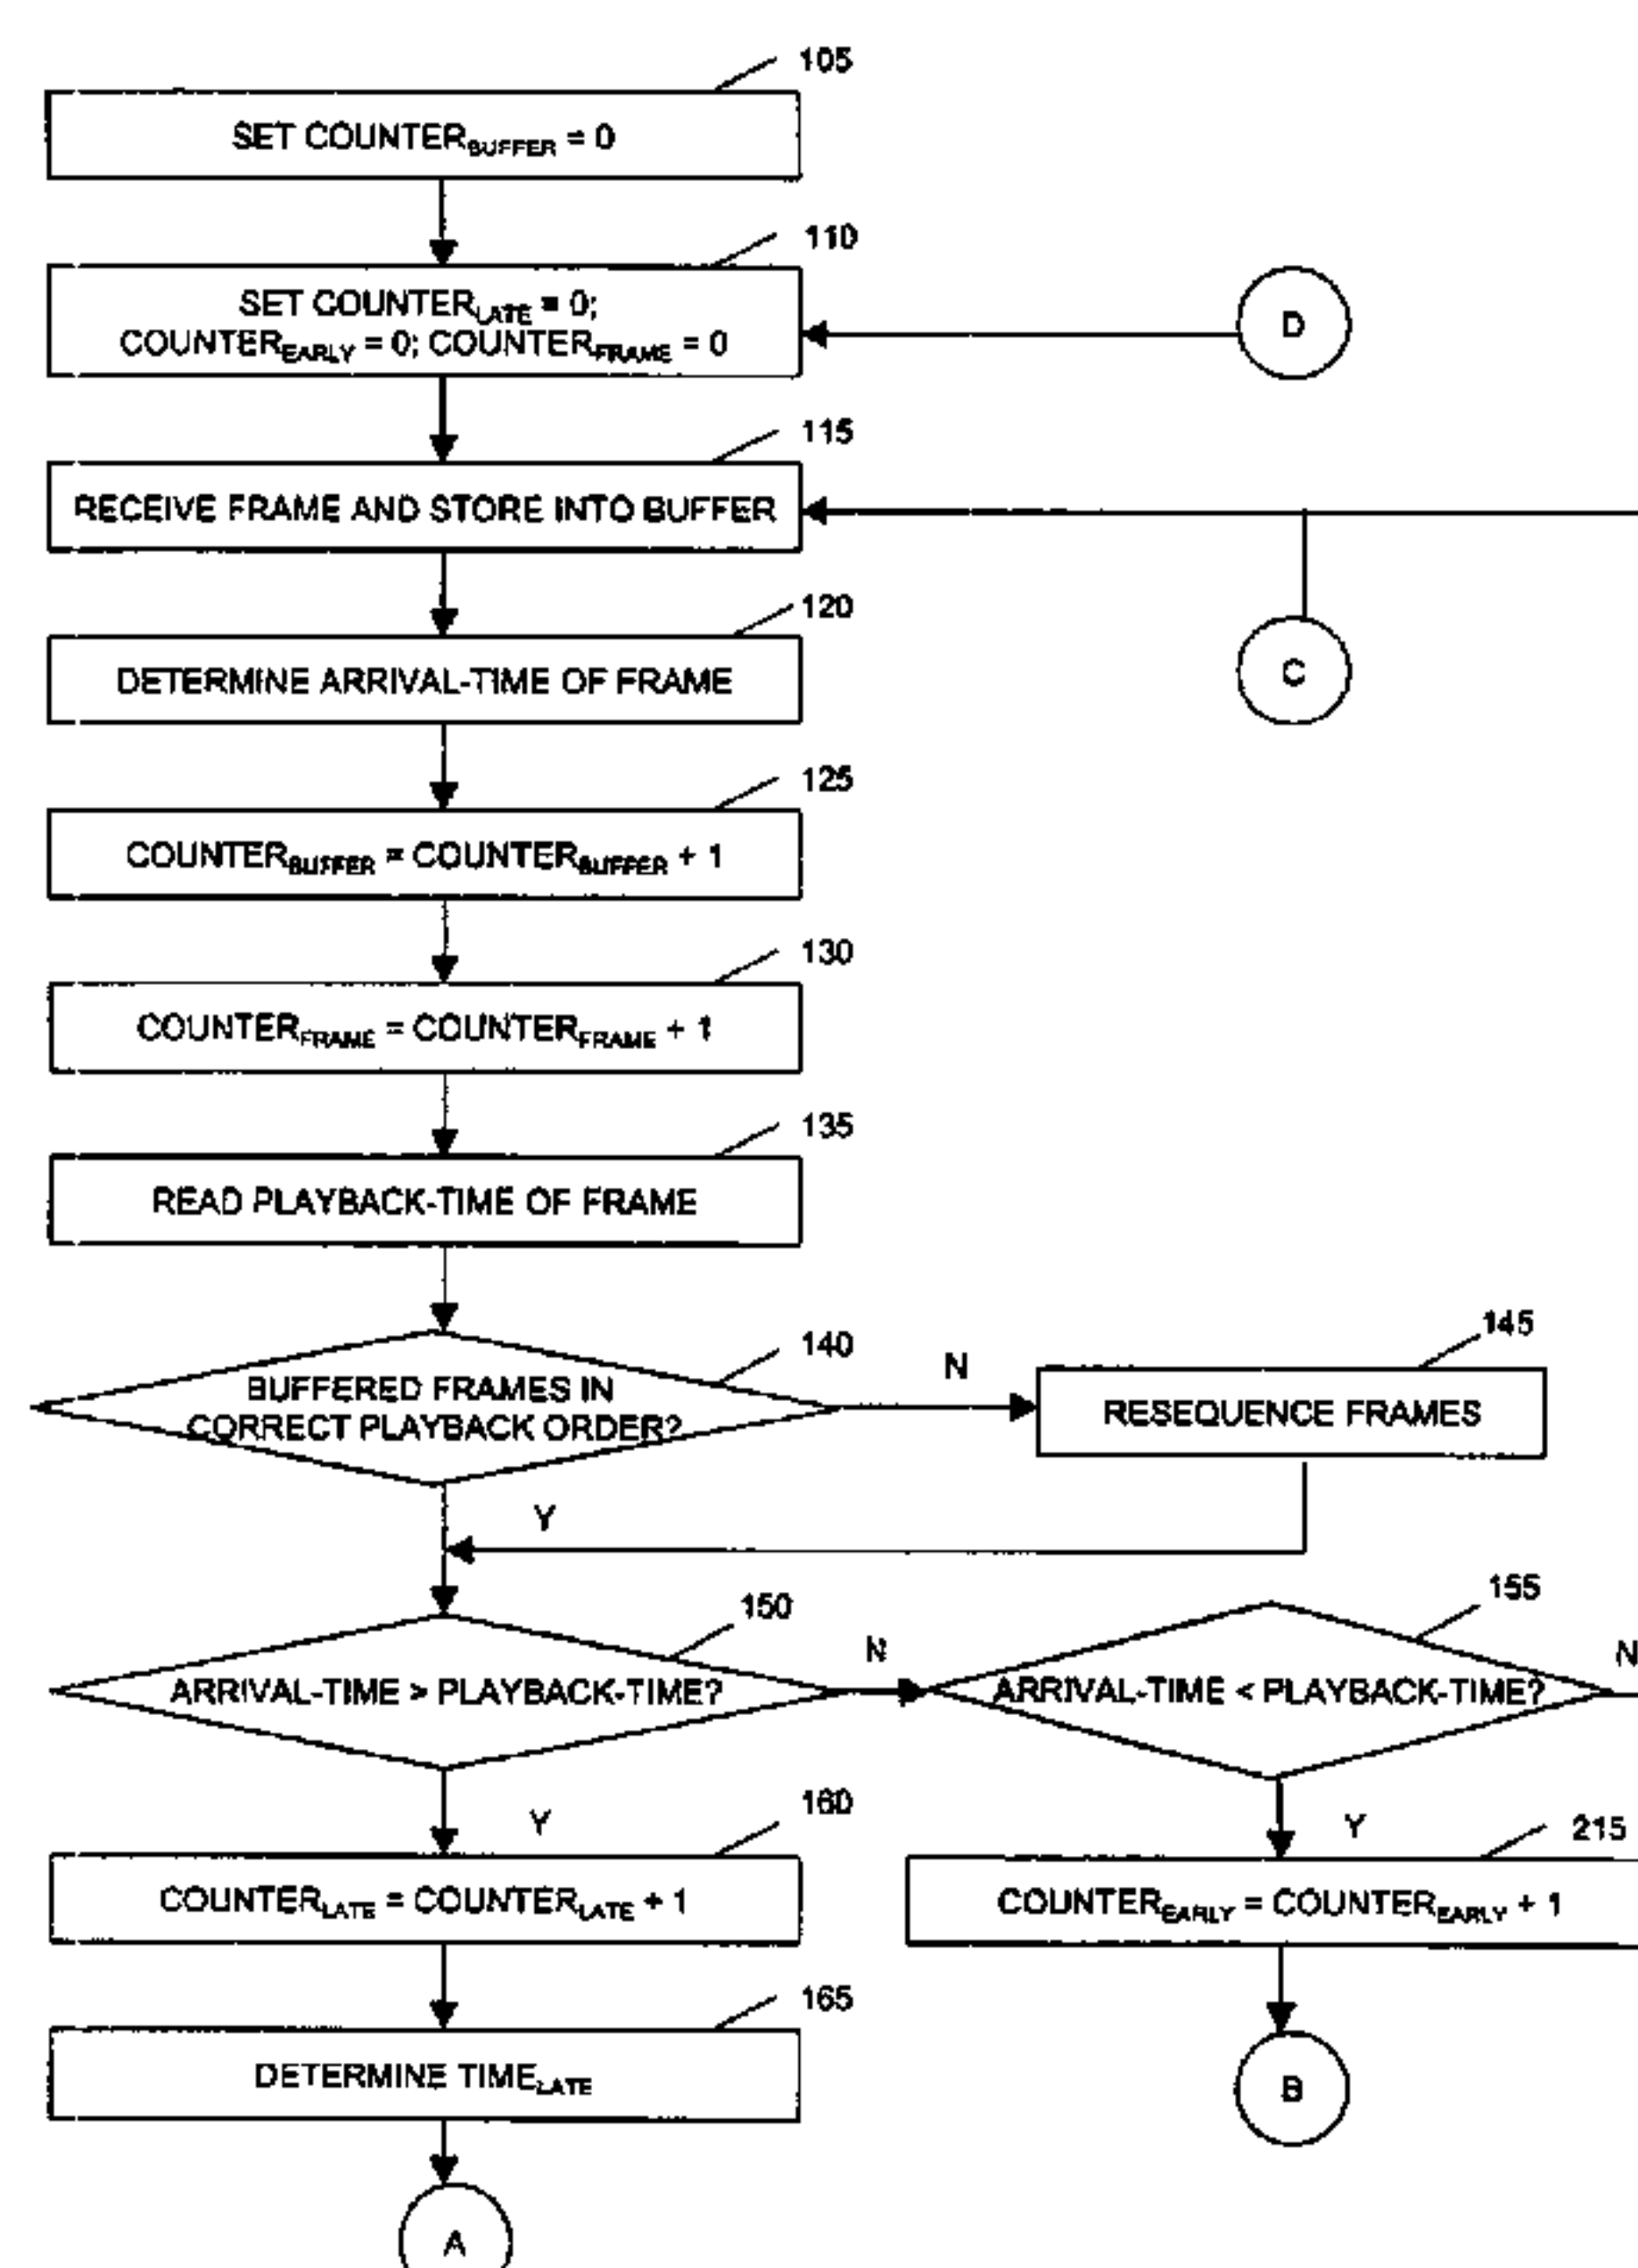 105
SET COUNTER_BUFFER = 0
110
SET COUNTER_LATE = 0;
COUNTER_EARLY = 0; COUNTER_FRAME = 0
D
115
RECEIVE FRAME AND STORE INTO BUFFER
120
DETERMINE ARRIVAL-TIME OF FRAME
C
125
COUNTER_BUFFER = COUNTER_BUFFER + 1
130
COUNTER_FRAME = COUNTER_FRAME + 1
135
READ PLAYBACK-TIME OF FRAME
140
BUFFERED FRAMES IN
CORRECT PLAYBACK ORDER?
N
145
RESEQUENCE FRAMES
Y
150
ARRIVAL-TIME > PLAYBACK-TIME?
N
155
ARRIVAL-TIME < PLAYBACK-TIME?
N
Y
160
COUNTER_LATE = COUNTER_LATE + 1
Y
215
COUNTER_EARLY = COUNTER_EARLY + 1
165
DETERMINE TIME_LATE
B
A